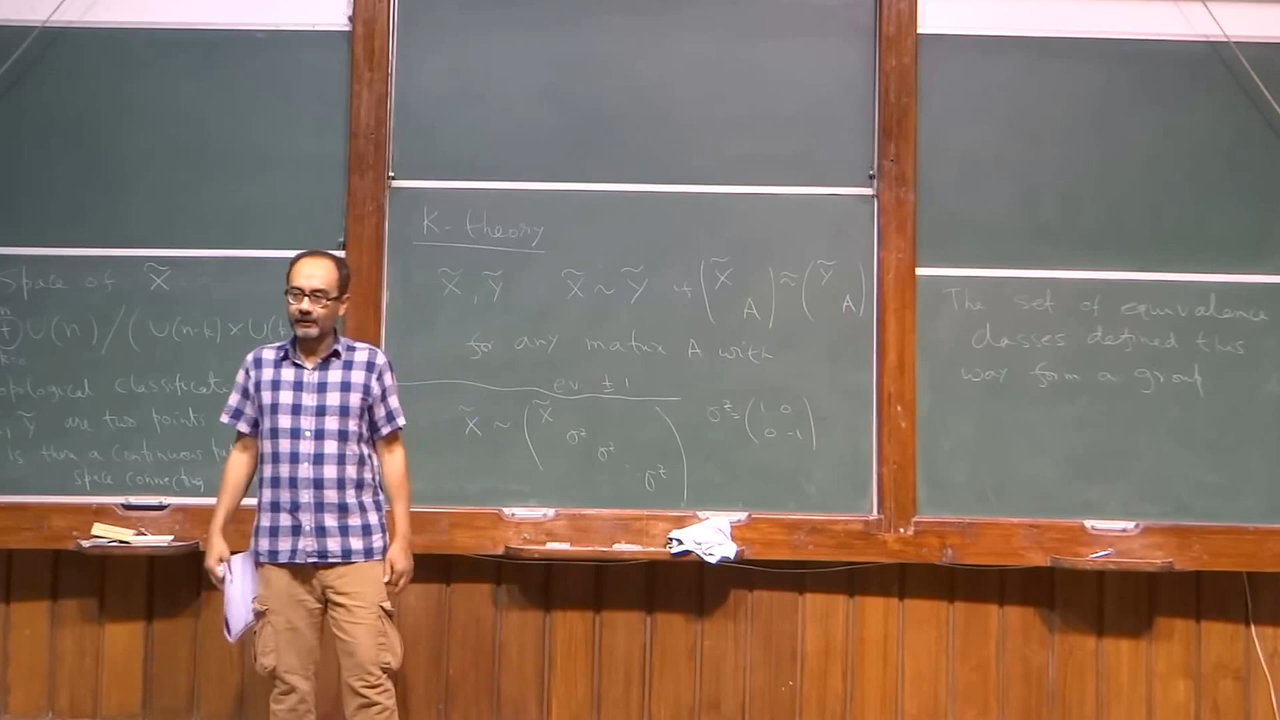 Space of X̃
U(n)/(U(n-k)×U(
opological classificat
Ỹ are two points
is then a Continuous
space connecting
K-theory
X̃, Ỹ X̃ ~ Ỹ if (X̃ A) ≈ (Ỹ A)
for any matrix A with
ev. ±1
X̃ ~ (X̃ σᶻ σᶻ . σᶻ) σᶻ = (1 0 0 -1)
The set of equivalence
classes defined this
way form a group